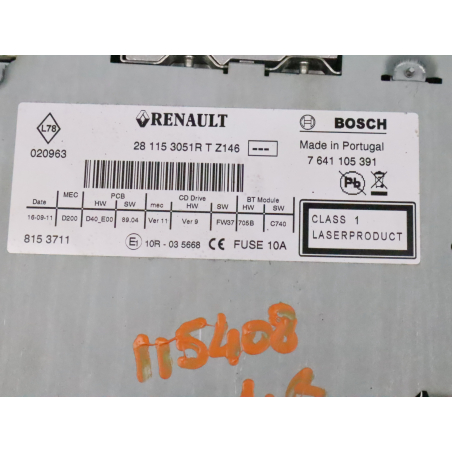 L78
RENAULT
BOSCH
020963
28 115 3051R T Z146 ---
Made in Portugal
7 641 105 391
Pb
MEC PCB CD Drive BT Module
Date HW SW mec HW SW HW SW
16-09-11 D200 D40_E00 89.04 Ver 11 Ver 9 FW37 705B C740
CLASS 1
LASERPRODUCT
815 3711
E1 10R - 03 5668 CE FUSE 10A
115408